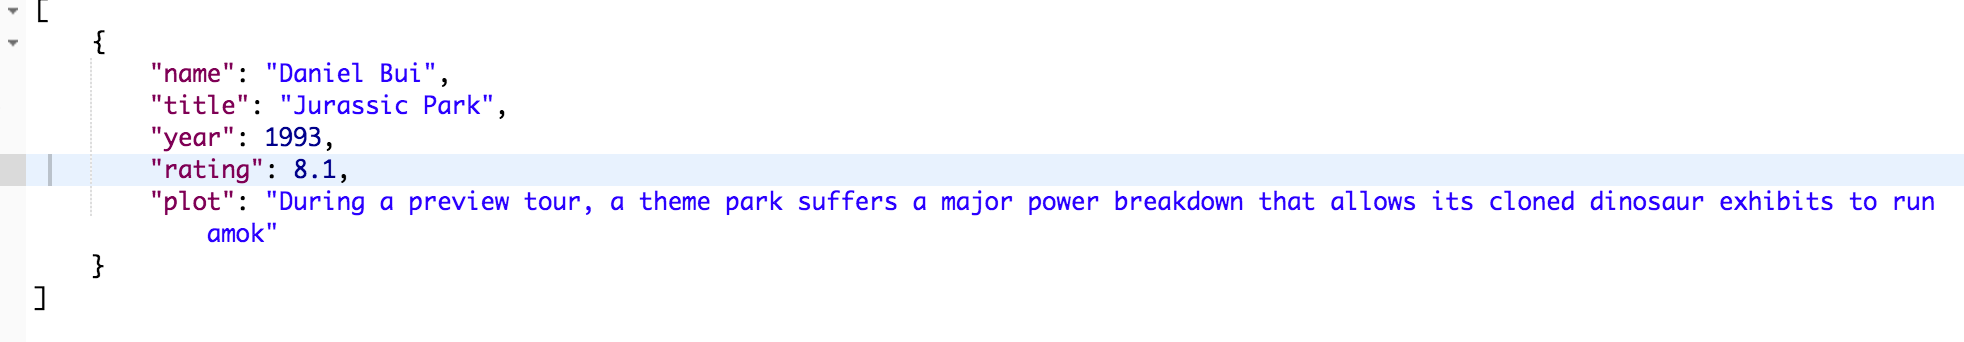 [
{
"name": "Daniel Bui",
"title": "Jurassic Park",
"year": 1993,
"rating": 8.1,
"plot": "During a preview tour, a theme park suffers a major power breakdown that allows its cloned dinosaur exhibits to run
amok"
}
]